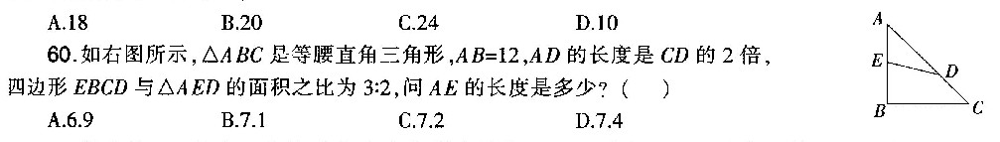 A.18 B.20 C.24 D.10
60.如右图所示,△ABC 是等腰直角三角形,AB=12,AD 的长度是 CD 的 2 倍,
四边形 EBCD 与△AED 的面积之比为 3:2,问 AE 的长度是多少? ( )
A.6.9 B.7.1 C.7.2 D.7.4
A
E
D
B
C